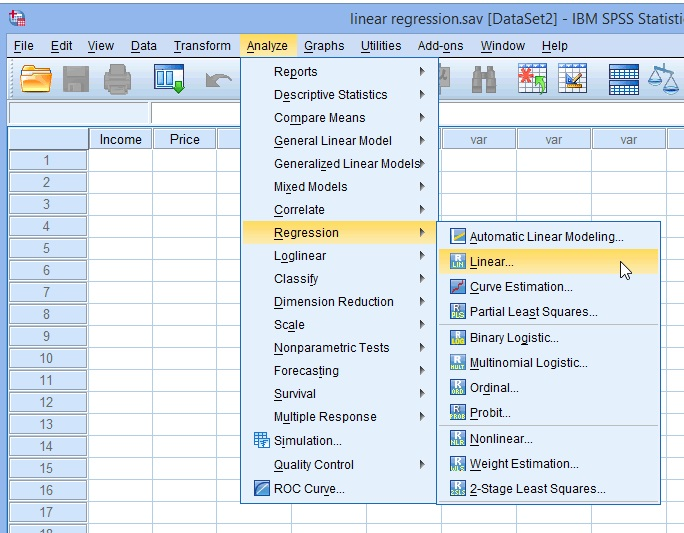 linear regression.sav [DataSet2] - IBM SPSS Statisti
File Edit View Data Transform Analyze Graphs Utilities Add-ons Window Help
Income Price var var var
Reports
Descriptive Statistics
Compare Means
General Linear Model
Generalized Linear Models
Mixed Models
Correlate
Regression
Loglinear
Classify
Dimension Reduction
Scale
Nonparametric Tests
Forecasting
Survival
Multiple Response
Simulation...
Quality Control
ROC Curve...
Automatic Linear Modeling...
Linear...
Curve Estimation...
Partial Least Squares...
Binary Logistic...
Multinomial Logistic...
Ordinal...
Probit...
Nonlinear...
Weight Estimation...
2-Stage Least Squares...
1
2
3
4
5
6
7
8
9
10
11
12
13
14
15
16
17
18